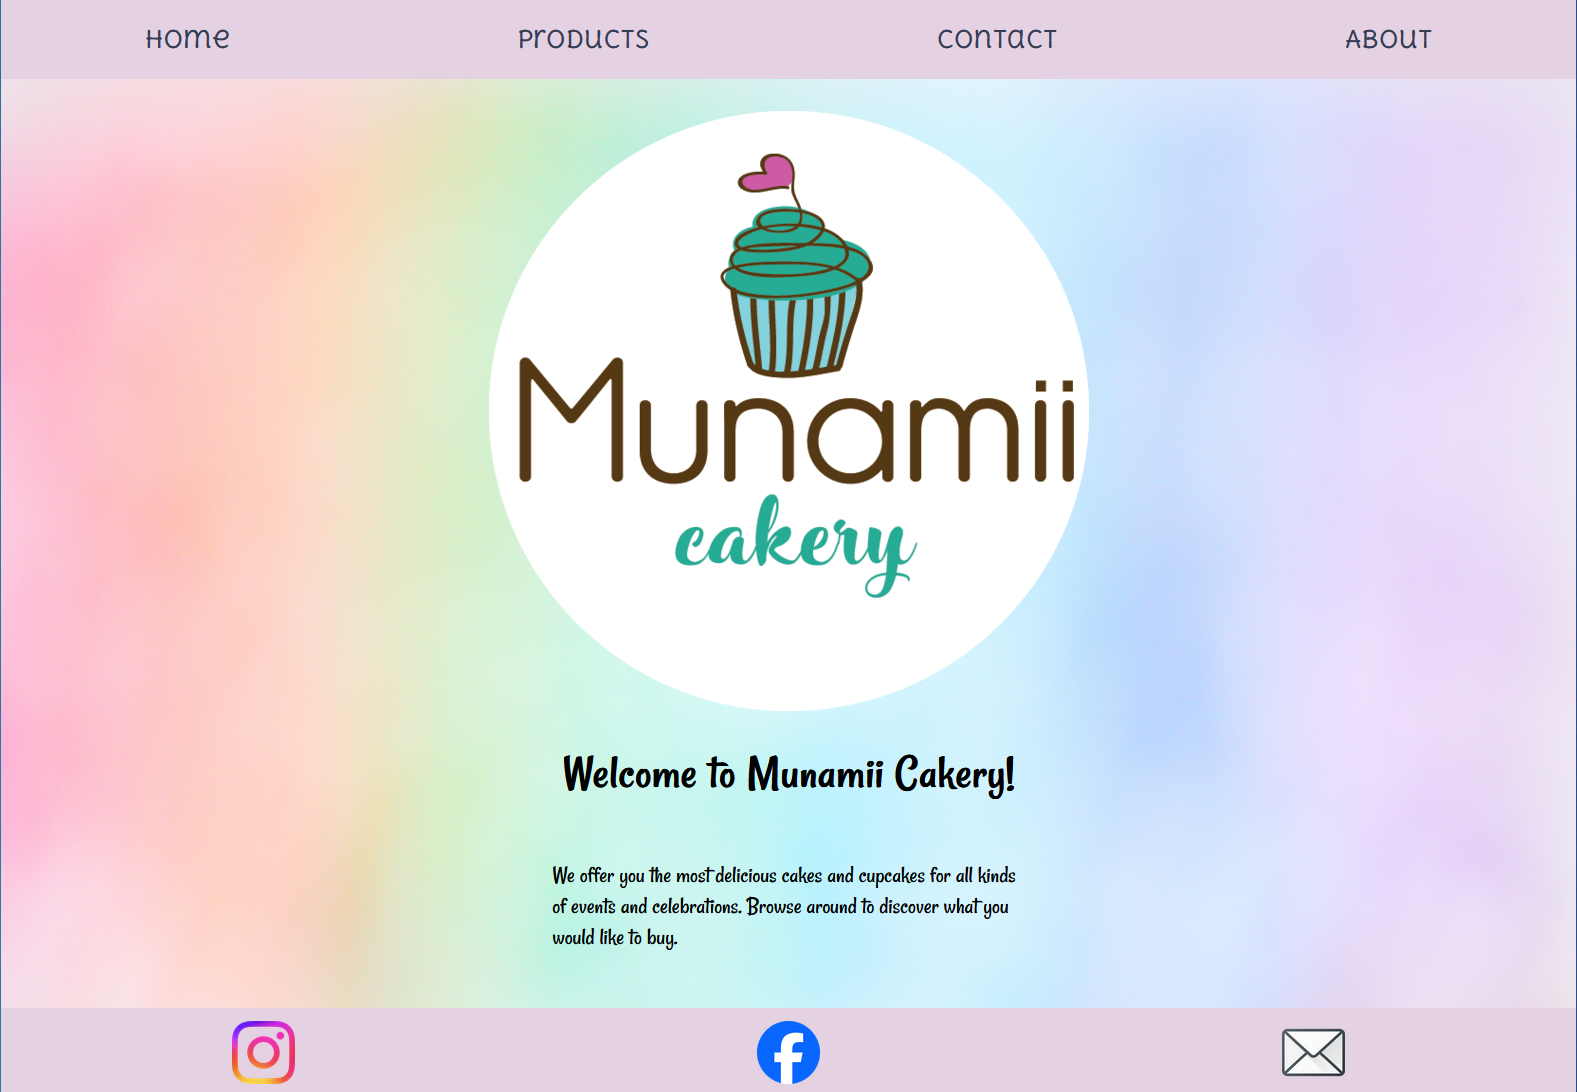 Home Products Contact About
Munamii
cakery
Welcome to Munamii Cakery!
We offer you the most delicious cakes and cupcakes for all kinds
of events and celebrations. Browse around to discover what you
would like to buy.